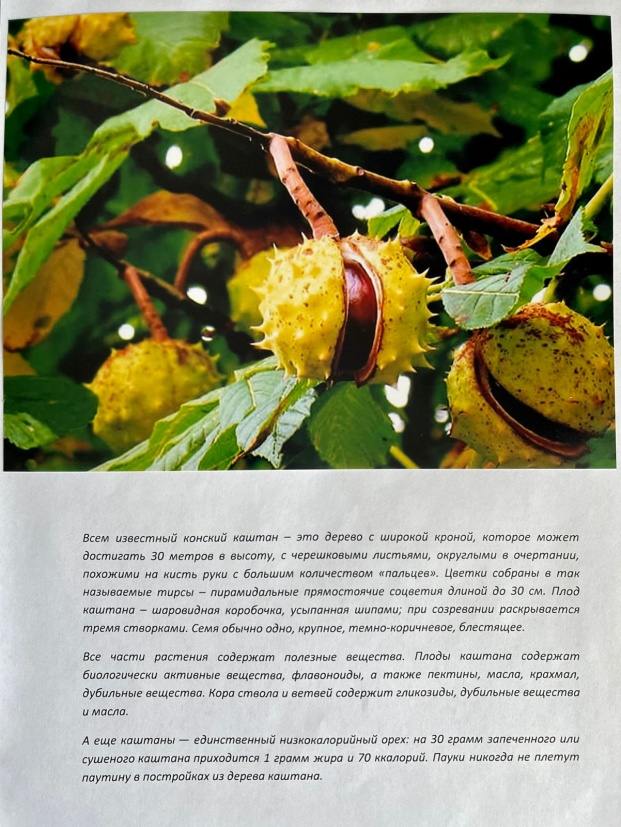 Всем известный конский каштан – это дерево с широкой кроной, которое может
достигать 30 метров в высоту, с черешковыми листьями, округлыми в очертании,
похожими на кисть руки с большим количеством «пальцев». Цветки собраны в так
называемые тирсы – пирамидальные прямостоячие соцветия длиной до 30 см. Плод
каштана – шаровидная коробочка, усыпанная шипами; при созревании раскрывается
тремя створками. Семя обычно одно, крупное, темно-коричневое, блестящее.
Все части растения содержат полезные вещества. Плоды каштана содержат
биологически активные вещества, флавоноиды, а также пектины, масла, крахмал,
дубильные вещества. Кора ствола и ветвей содержит гликозиды, дубильные вещества
и масла.
А еще каштаны — единственный низкокалорийный орех: на 30 грамм запеченного или
сушеного каштана приходится 1 грамм жира и 70 ккалорий. Пауки никогда не плетут
паутину в постройках из дерева каштана.